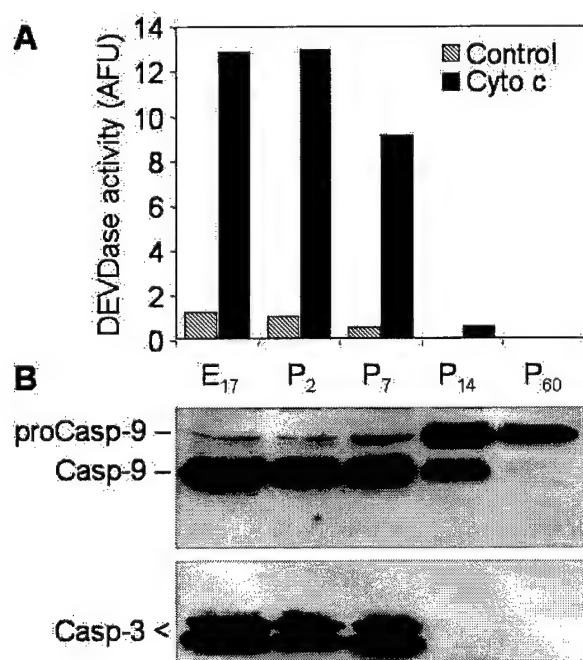 A
DEVDase activity (AFU)
14
12
10
8
6
4
2
0
Control
Cyto c
B
E17 P2 P7 P14 P60
proCasp-9 –
Casp-9 –
Casp-3 <